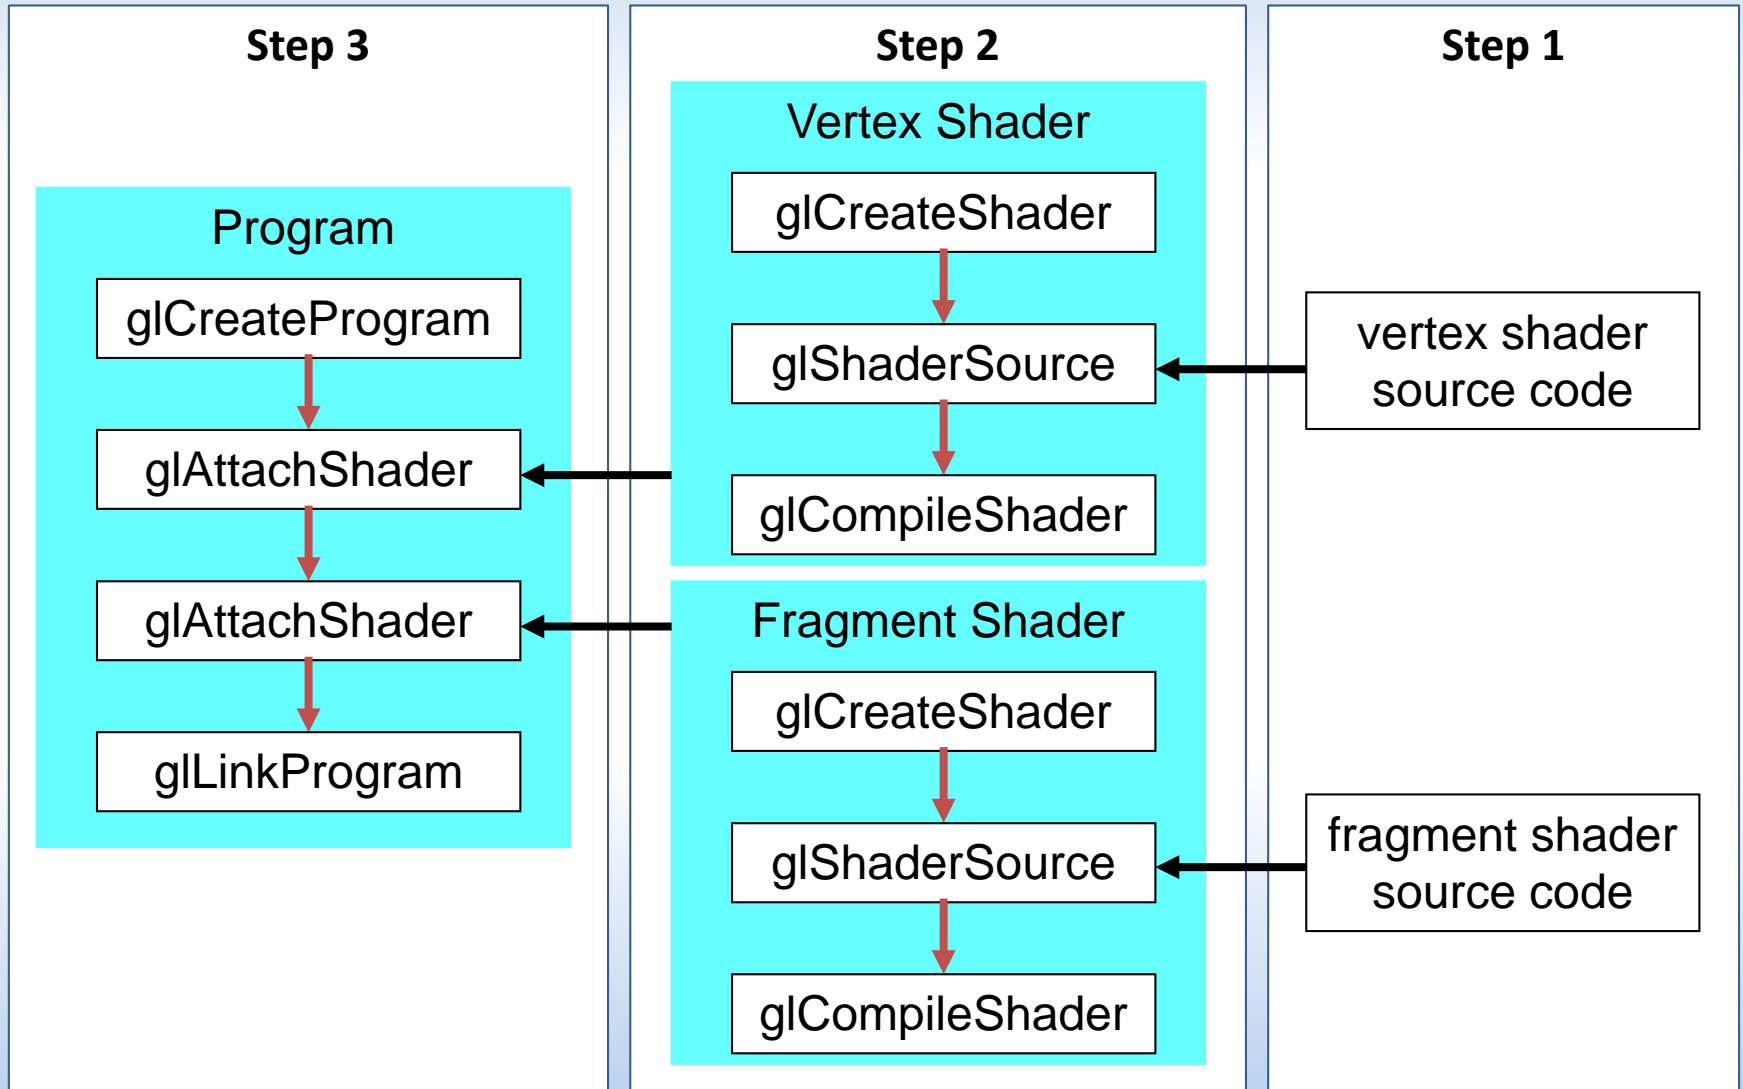 Step 3
Program
glCreateProgram
glAttachShader
glAttachShader
glLinkProgram
Step 2
Vertex Shader
glCreateShader
glShaderSource
glCompileShader
Fragment Shader
glCreateShader
glShaderSource
glCompileShader
Step 1
vertex shader
source code
fragment shader
source code